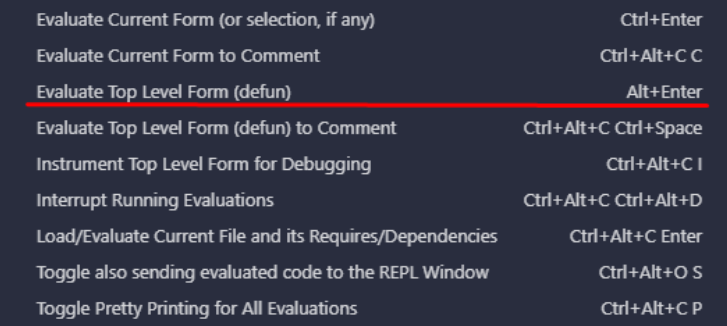 Evaluate Current Form (or selection, if any) Ctrl+Enter
Evaluate Current Form to Comment Ctrl+Alt+C C
Evaluate Top Level Form (defun) Alt+Enter
Evaluate Top Level Form (defun) to Comment Ctrl+Alt+C Ctrl+Space
Instrument Top Level Form for Debugging Ctrl+Alt+C I
Interrupt Running Evaluations Ctrl+Alt+C Ctrl+Alt+D
Load/Evaluate Current File and its Requires/Dependencies Ctrl+Alt+C Enter
Toggle also sending evaluated code to the REPL Window Ctrl+Alt+O S
Toggle Pretty Printing for All Evaluations Ctrl+Alt+C P